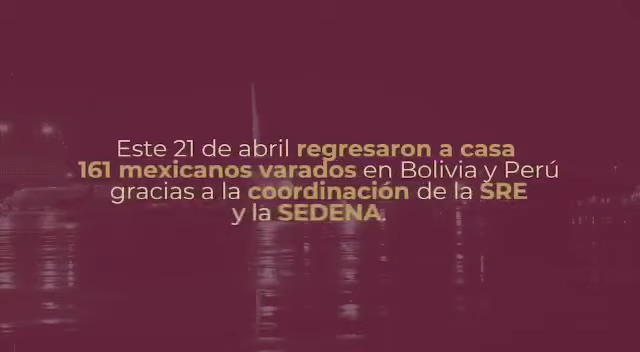 Este 21 de abril regresaron a casa
161 mexicanos varados en Bolivia y Perú
gracias a la coordinación de la SRE
y la SEDENA.